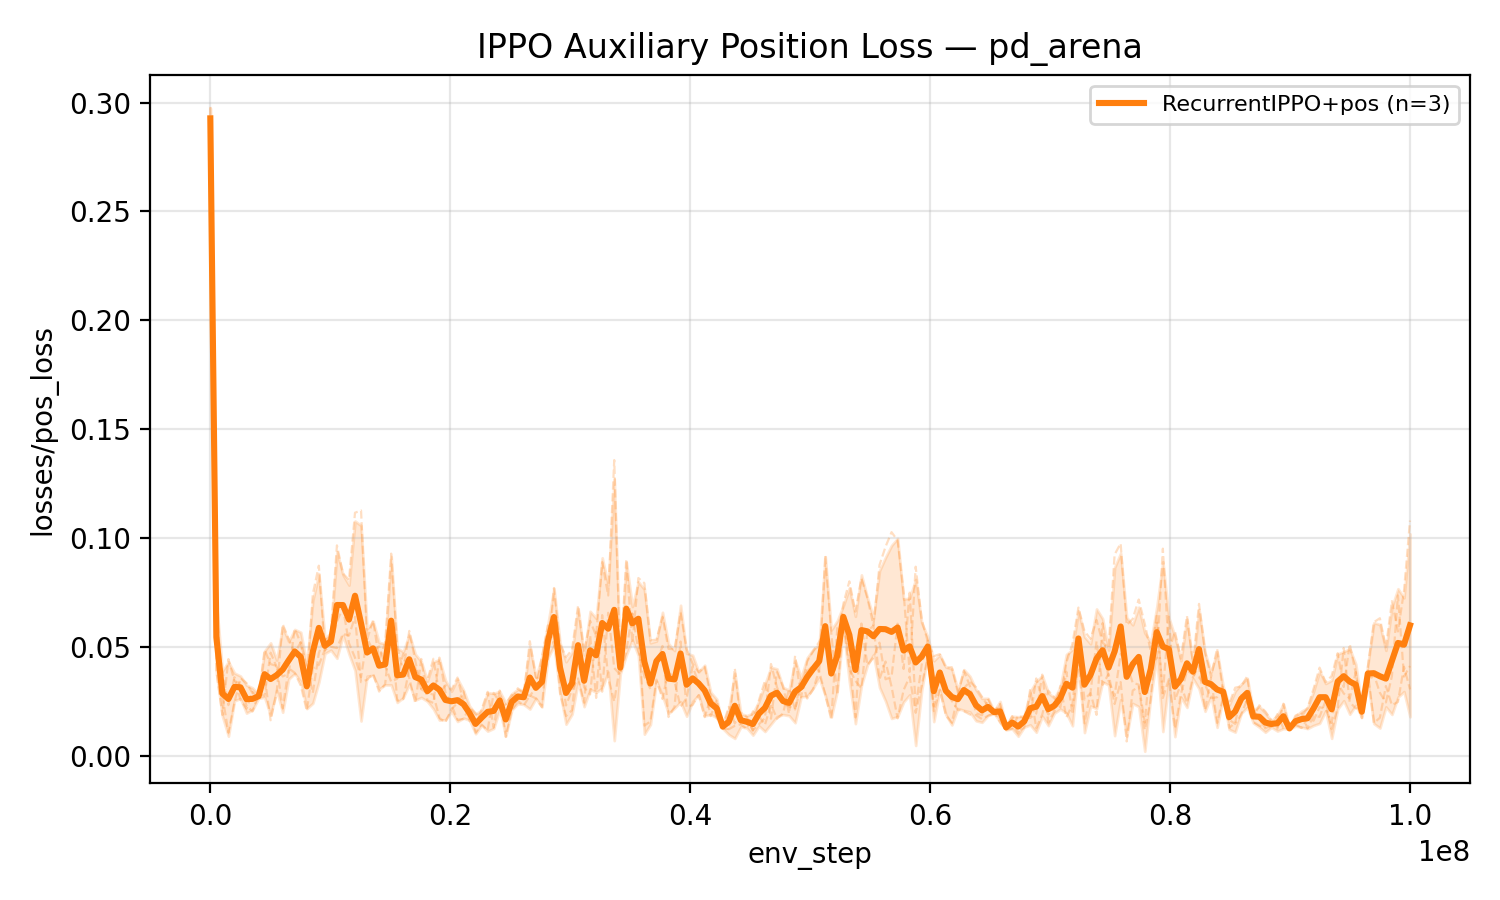 IPPO Auxiliary Position Loss — pd_arena
RecurrentIPPO+pos (n=3)
losses/pos_loss
0.30
0.25
0.20
0.15
0.10
0.05
0.00
0.0 0.2 0.4 0.6 0.8 1.0
1e8
env_step